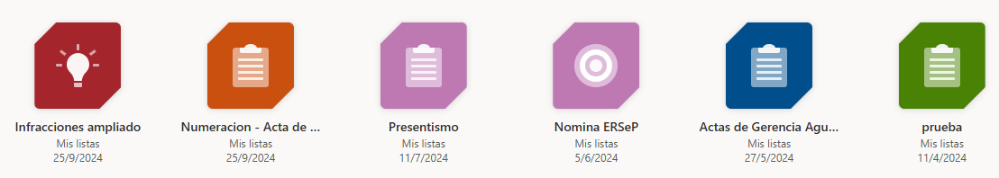 Infracciones ampliado
Mis listas
25/9/2024
Numeracion - Acta de ...
Mis listas
25/9/2024
Presentismo
Mis listas
11/7/2024
Nomina ERSeP
Mis listas
5/6/2024
Actas de Gerencia Agu...
Mis listas
27/5/2024
prueba
Mis listas
11/4/2024